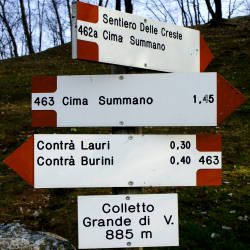 Sentiero Delle Creste
462a Cima Summano
463 Cima Summano 1,45
Contrà Lauri 0,30
Contrà Burini 0,40 463
Colletto
Grande di V.
885 m